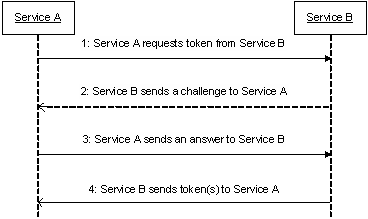 Service A
Service B
1: Service A requests token from Service B
2: Service B sends a challenge to Service A
3: Service A sends an answer to Service B
4: Service B sends token(s) to Service A